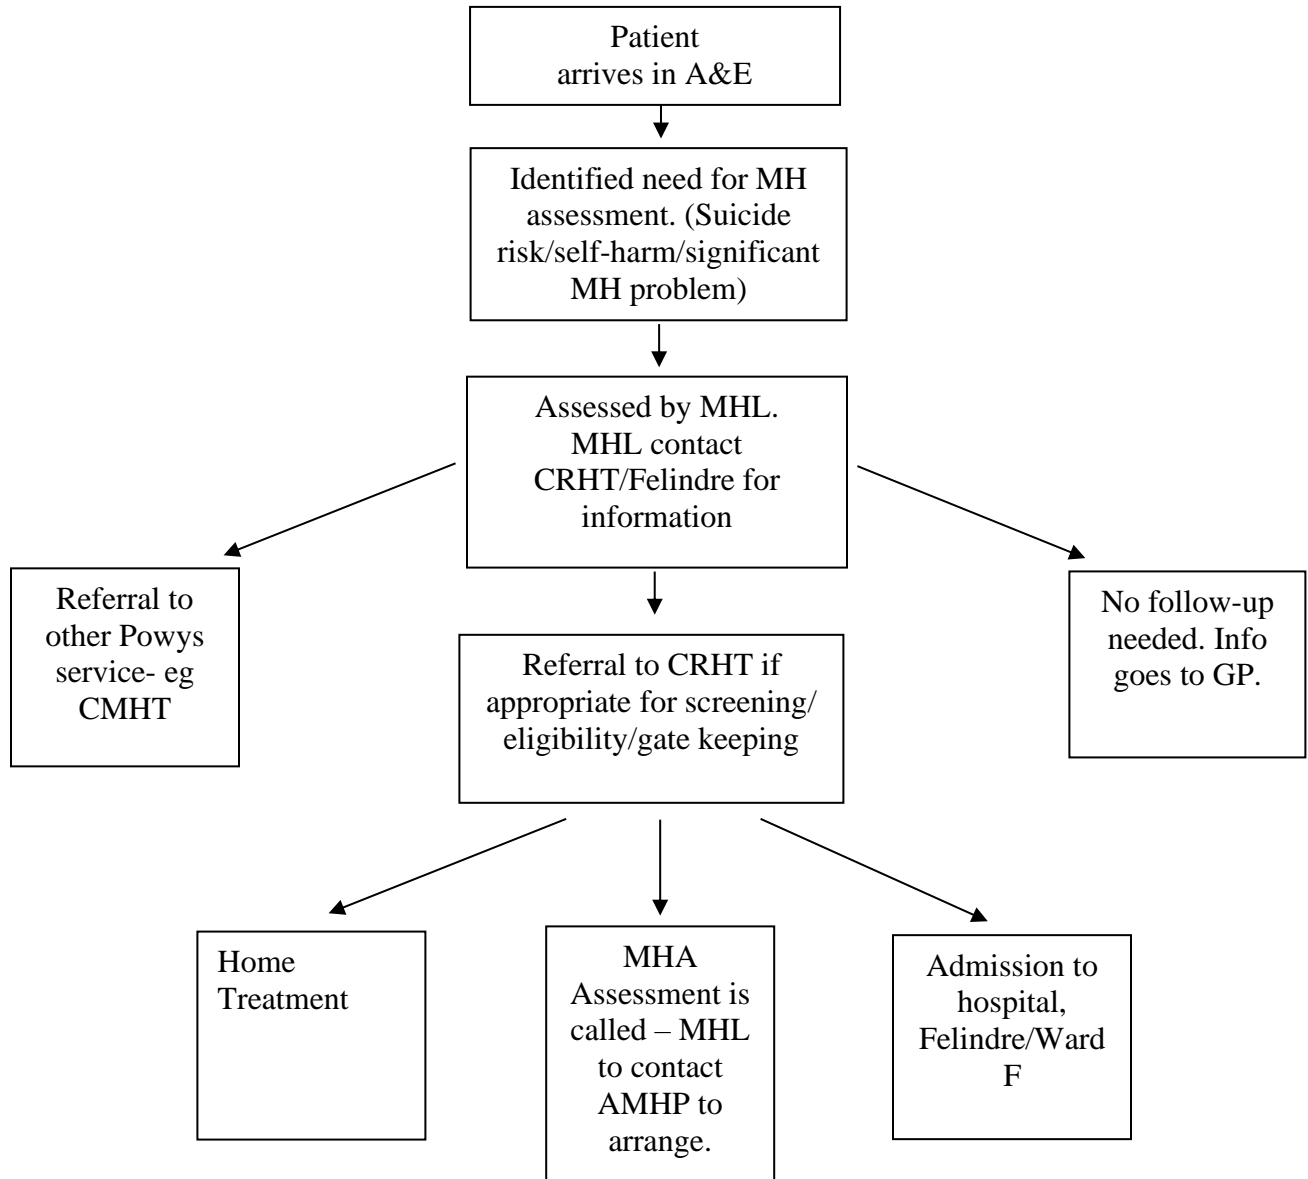 Patient
arrives in A&E
Identified need for MH
assessment. (Suicide
risk/self-harm/significant
MH problem)
Assessed by MHL.
MHL contact
CRHT/Felindre for
information
Referral to
other Powys
service- eg
CMHT
Referral to CRHT if
appropriate for screening/
eligibility/gate keeping
No follow-up
needed. Info
goes to GP.
Home
Treatment
MHA
Assessment is
called – MHL
to contact
AMHP to
arrange.
Admission to
hospital,
Felindre/Ward
F